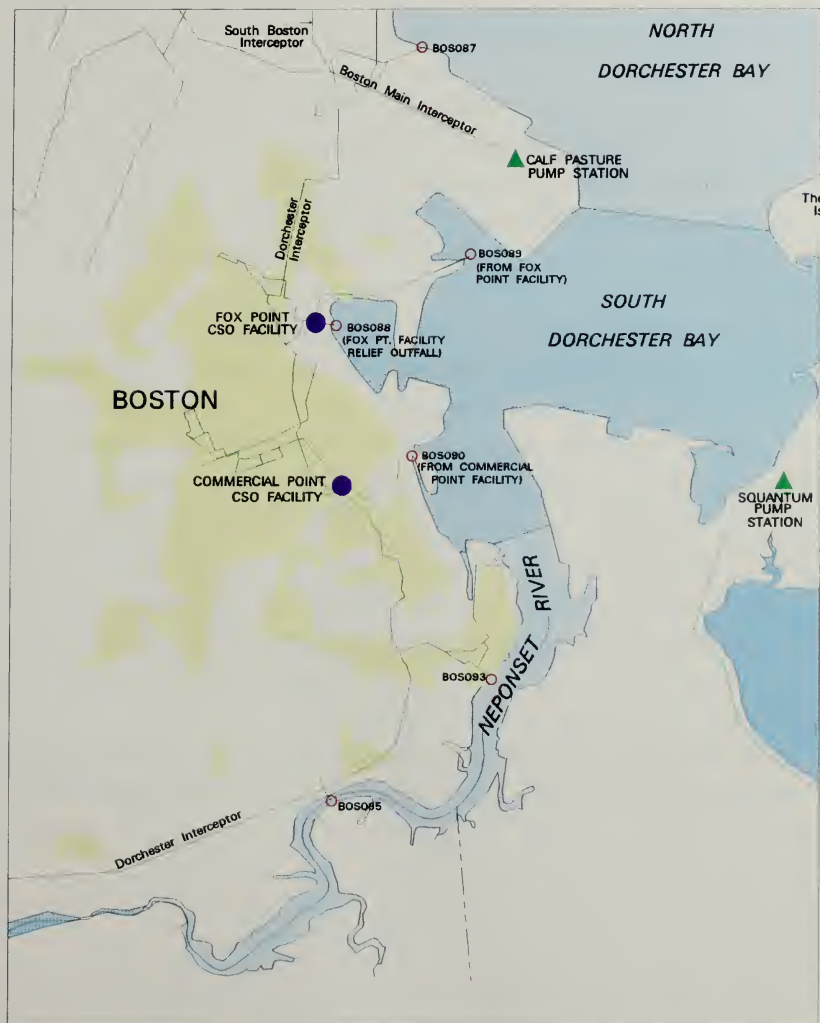 South Boston
Interceptor
BOS087
NORTH
DORCHESTER BAY
Boston Main Interceptor
CALF PASTURE
PUMP STATION
Dorchester
Interceptor
BOS089
(FROM FOX
POINT FACILITY)
FOX POINT
CSO FACILITY
BOS088
(FOX PT. FACILITY
RELIEF OUTFALL)
SOUTH
DORCHESTER BAY
BOSTON
BOS090
(FROM COMMERCIAL
POINT FACILITY)
COMMERCIAL POINT
CSO FACILITY
SQUANTUM
PUMP
STATION
NEPONSET RIVER
BOS093
BOS095
Dorchester Interceptor